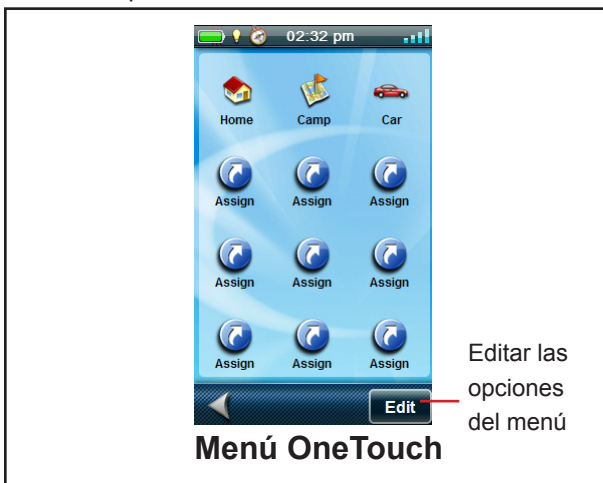 02:32 pm
Home Camp Car
Assign Assign Assign
Assign Assign Assign
Assign Assign Assign
Edit
Editar las
opciones
del menú
Menú OneTouch